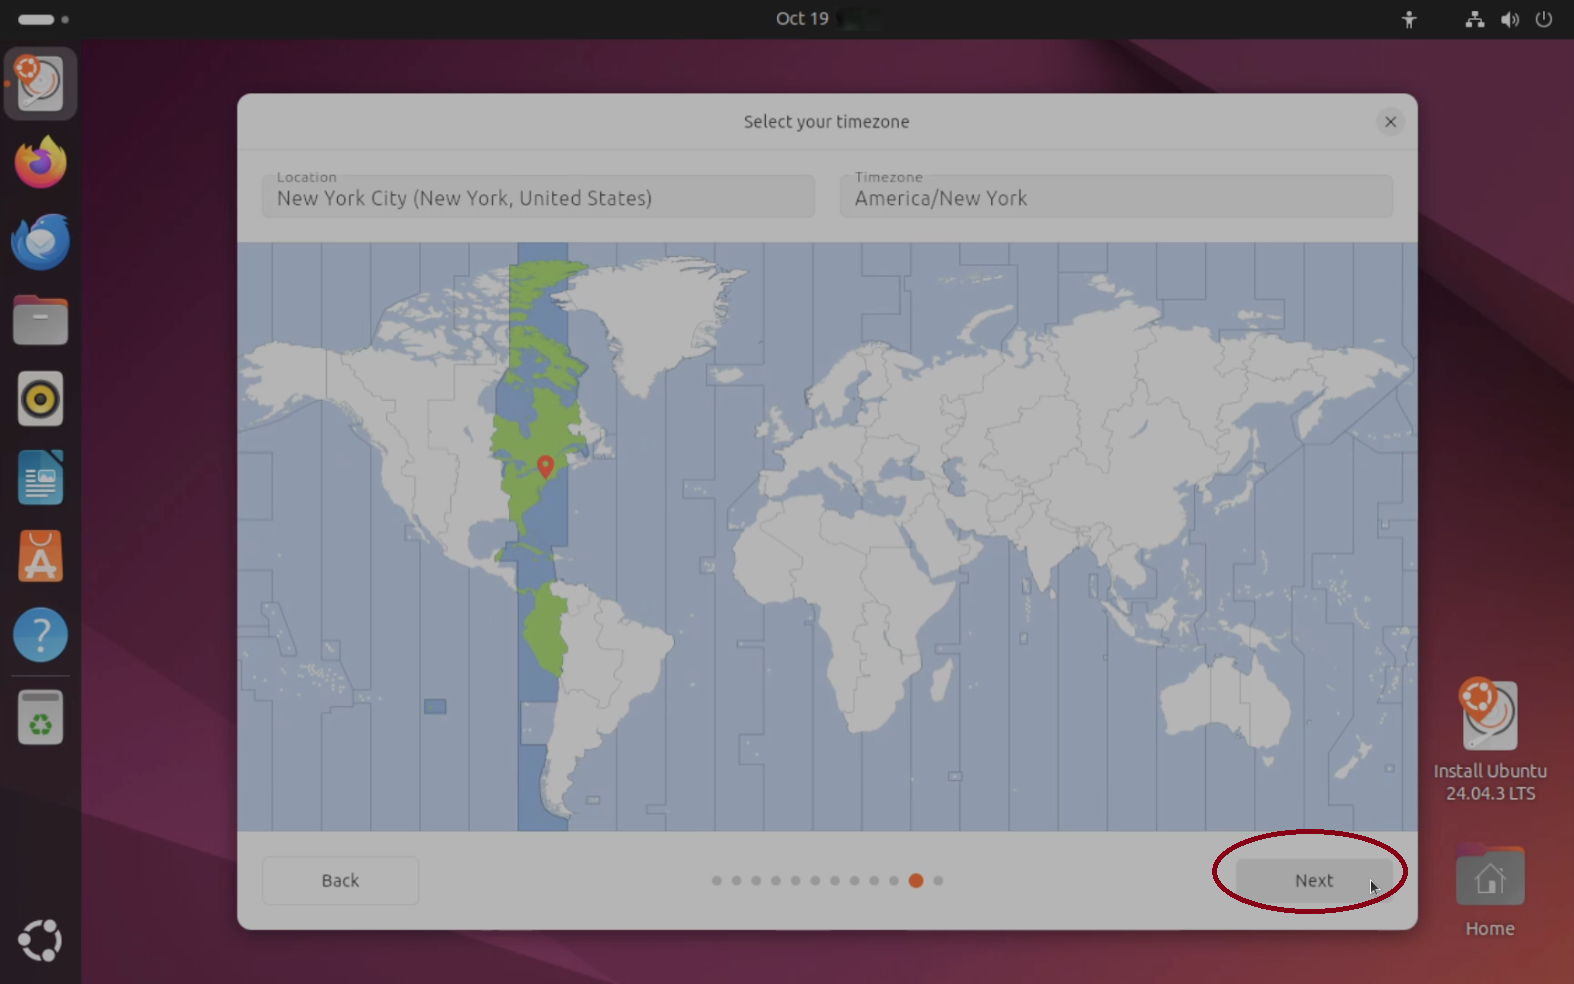 Oct 19
Select your timezone
Location
New York City (New York, United States)
Timezone
America/New York
Install Ubuntu
24.04.3 LTS
Back
Next
Home